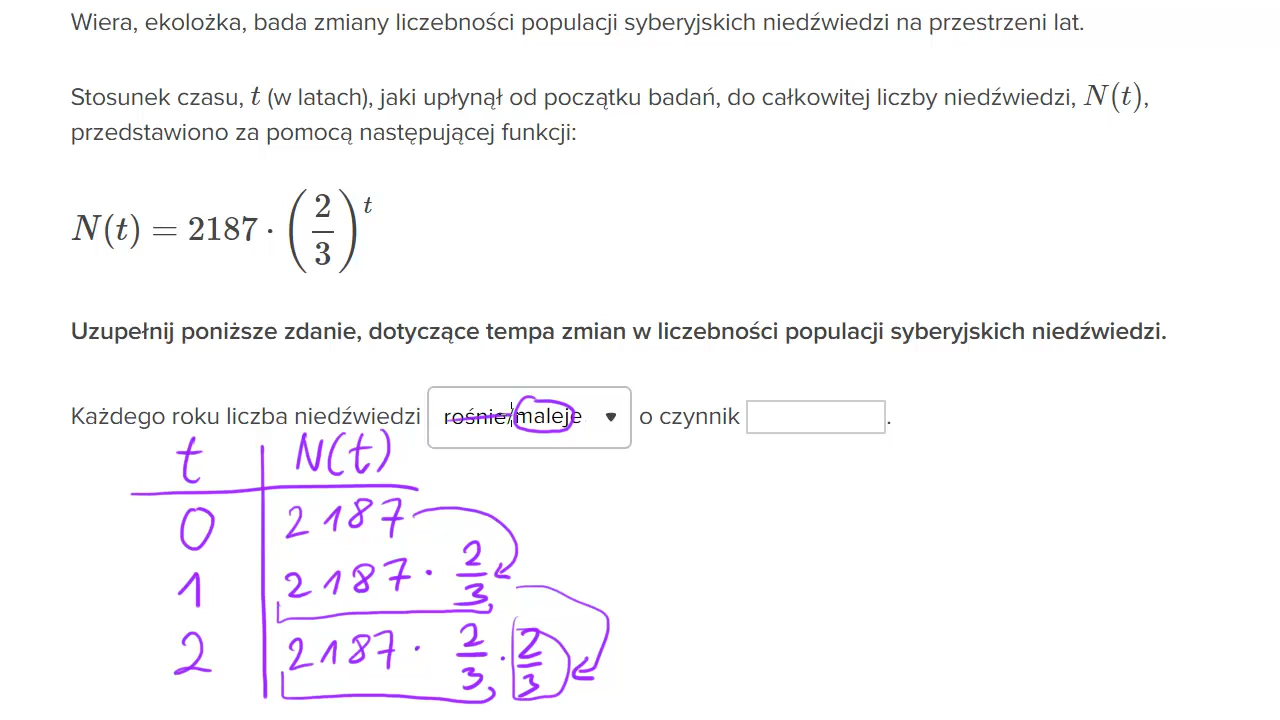 Wiera, ekolożka, bada zmiany liczebności populacji syberyjskich niedźwiedzi na przestrzeni lat.
Stosunek czasu, t (w latach), jaki upłynął od początku badań, do całkowitej liczby niedźwiedzi, N(t),
przedstawiono za pomocą następującej funkcji:
N(t) = 2187 · (2/3)^t
Uzupełnij poniższe zdanie, dotyczące tempa zmian w liczebności populacji syberyjskich niedźwiedzi.
Każdego roku liczba niedźwiedzi rośnie/maleje ▼ o czynnik .
t N(t)
0 2187
1 2187 · 2/3
2 2187 · 2/3 · 2/3